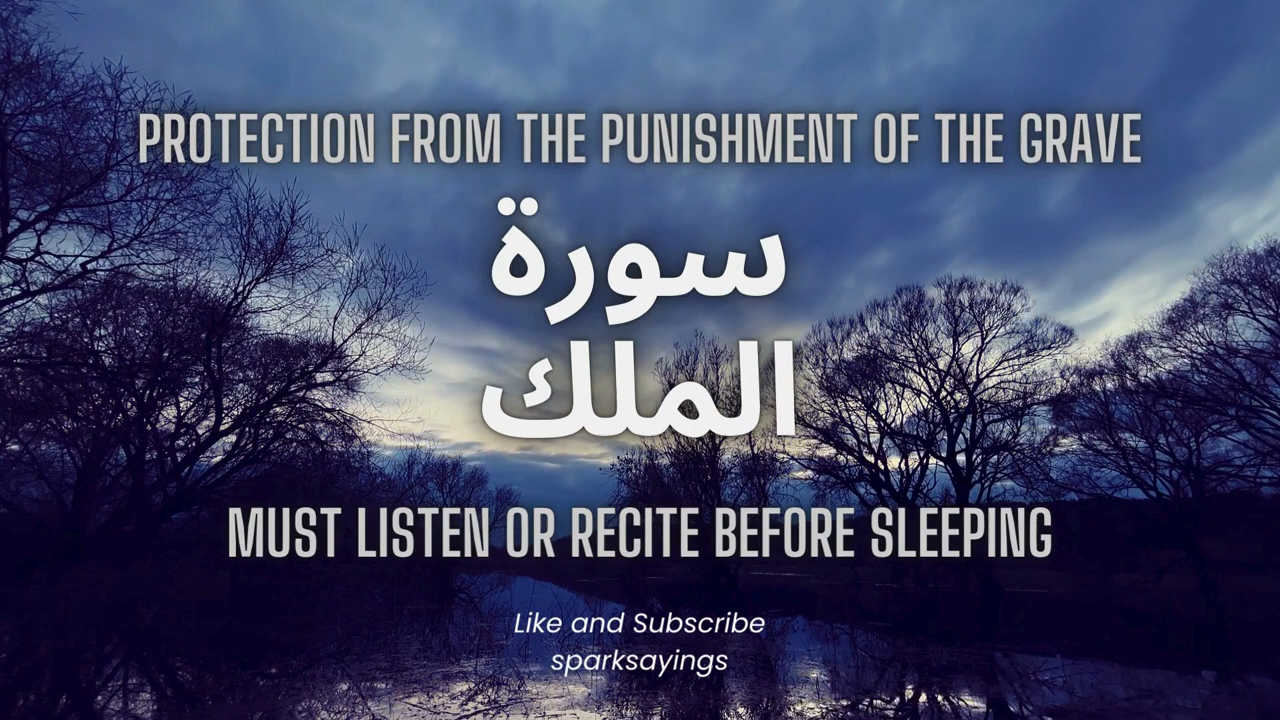 PROTECTION FROM THE PUNISHMENT OF THE GRAVE
سورة
الملك
MUST LISTEN OR RECITE BEFORE SLEEPING
Like and Subscribe
sparksayings